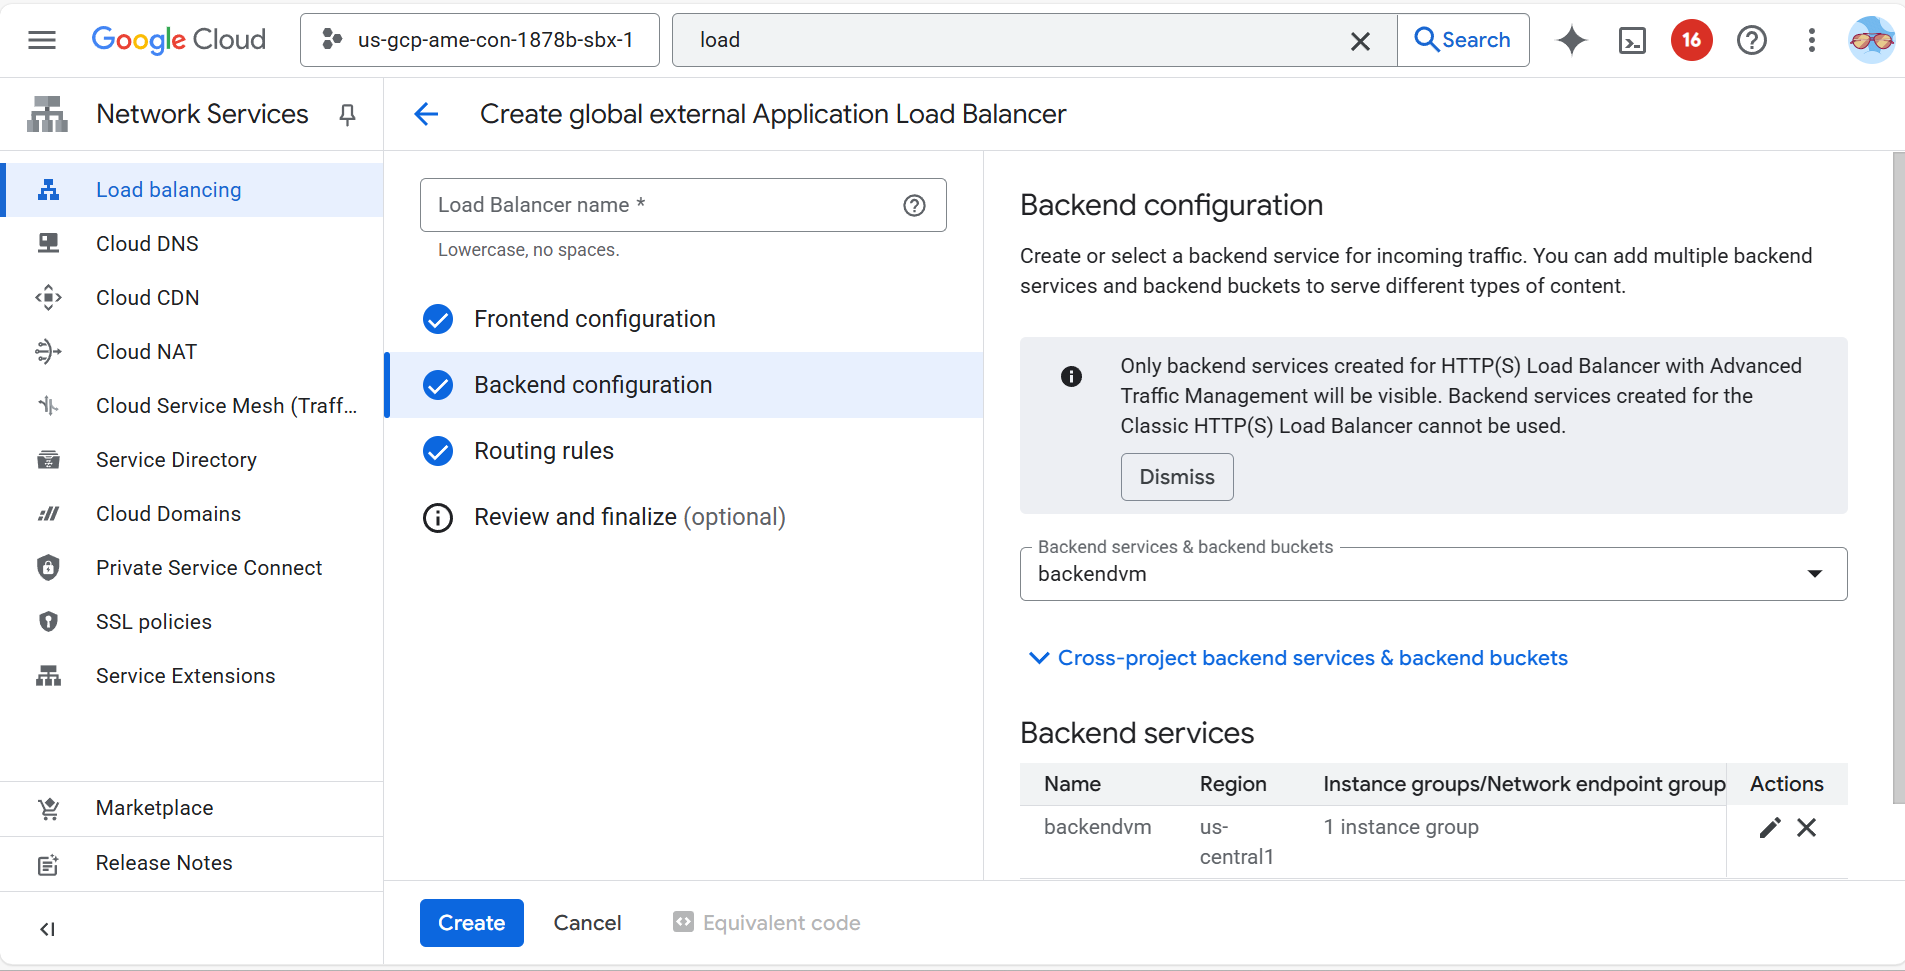 Google Cloud
us-gcp-ame-con-1878b-sbx-1
load
Search
16
Network Services
Create global external Application Load Balancer
Load balancing
Cloud DNS
Cloud CDN
Cloud NAT
Cloud Service Mesh (Traff...
Service Directory
Cloud Domains
Private Service Connect
SSL policies
Service Extensions
Marketplace
Release Notes
Load Balancer name *
Lowercase, no spaces.
Frontend configuration
Backend configuration
Routing rules
Review and finalize (optional)
Backend configuration
Create or select a backend service for incoming traffic. You can add multiple backend
services and backend buckets to serve different types of content.
Only backend services created for HTTP(S) Load Balancer with Advanced
Traffic Management will be visible. Backend services created for the
Classic HTTP(S) Load Balancer cannot be used.
Dismiss
Backend services & backend buckets
backendvm
Cross-project backend services & backend buckets
Backend services
Name Region Instance groups/Network endpoint group Actions
backendvm us- 1 instance group
central1
Create Cancel Equivalent code